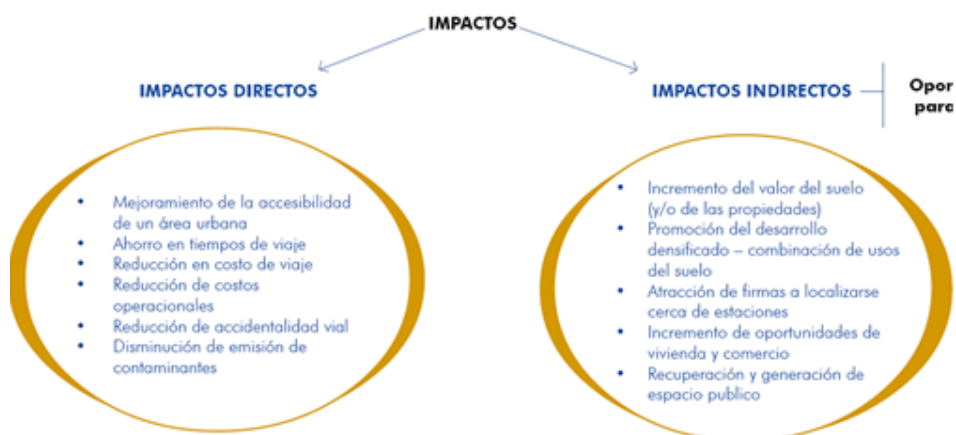 IMPACTOS
IMPACTOS DIRECTOS
• Mejoramiento de la accesibilidad
de un área urbana
• Ahorro en tiempos de viaje
• Reducción en costo de viaje
• Reducción de costos
operacionales
• Reducción de accidentalidad vial
• Disminución de emisión de
contaminantes
IMPACTOS INDIRECTOS
• Incremento del valor del suelo
(y/o de las propiedades)
• Promoción del desarrollo
densificado – combinación de usos
del suelo
• Atracción de firmas a localizarse
cerca de estaciones
• Incremento de oportunidades de
vivienda y comercio
• Recuperación y generación de
espacio publico